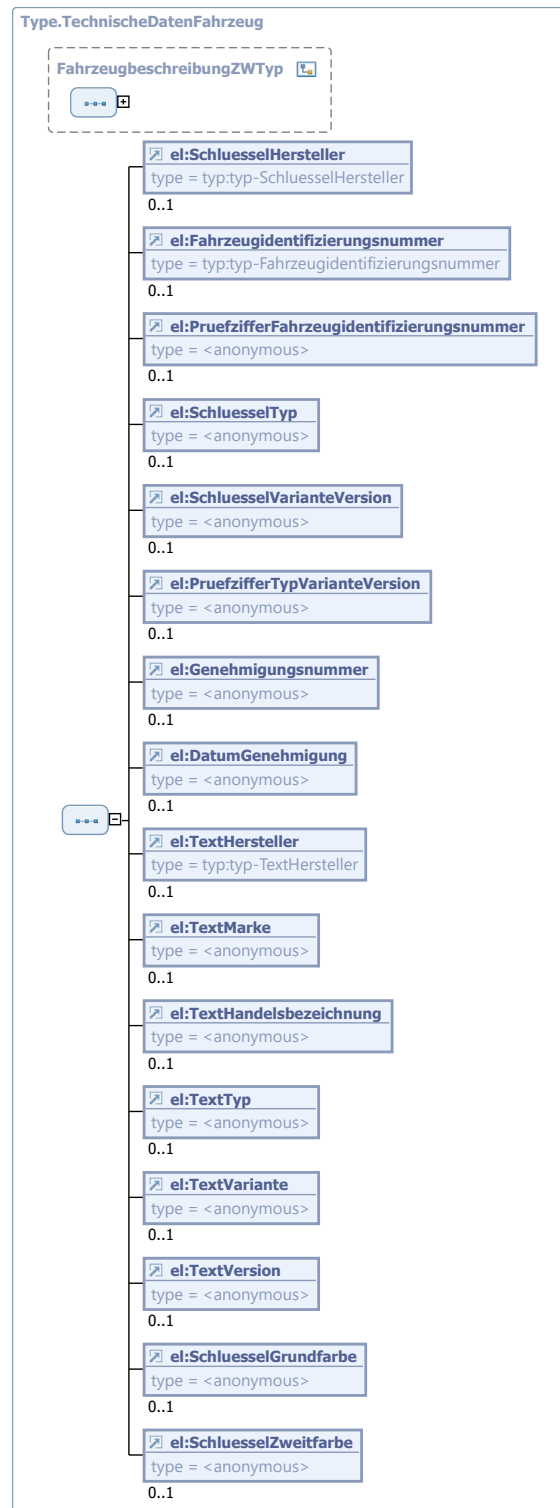 Type.TechnischeDatenFahrzeug
FahrzeugbeschreibungZWTyp
el:SchluesselHersteller
type = typ:typ-SchluesselHersteller
0..1
el:Fahrzeugidentifizierungsnummer
type = typ:typ-Fahrzeugidentifizierungsnummer
0..1
el:PruefzifferFahrzeugidentifizierungsnummer
type = <anonymous>
0..1
el:SchluesselTyp
type = <anonymous>
0..1
el:SchluesselVarianteVersion
type = <anonymous>
0..1
el:PruefzifferTypVarianteVersion
type = <anonymous>
0..1
el:Genehmigungsnummer
type = <anonymous>
0..1
el:DatumGenehmigung
type = <anonymous>
0..1
el:TextHersteller
type = typ:typ-TextHersteller
0..1
el:TextMarke
type = <anonymous>
0..1
el:TextHandelsbezeichnung
type = <anonymous>
0..1
el:TextTyp
type = <anonymous>
0..1
el:TextVariante
type = <anonymous>
0..1
el:TextVersion
type = <anonymous>
0..1
el:SchluesselGrundfarbe
type = <anonymous>
0..1
el:SchluesselZweitfarbe
type = <anonymous>
0..1